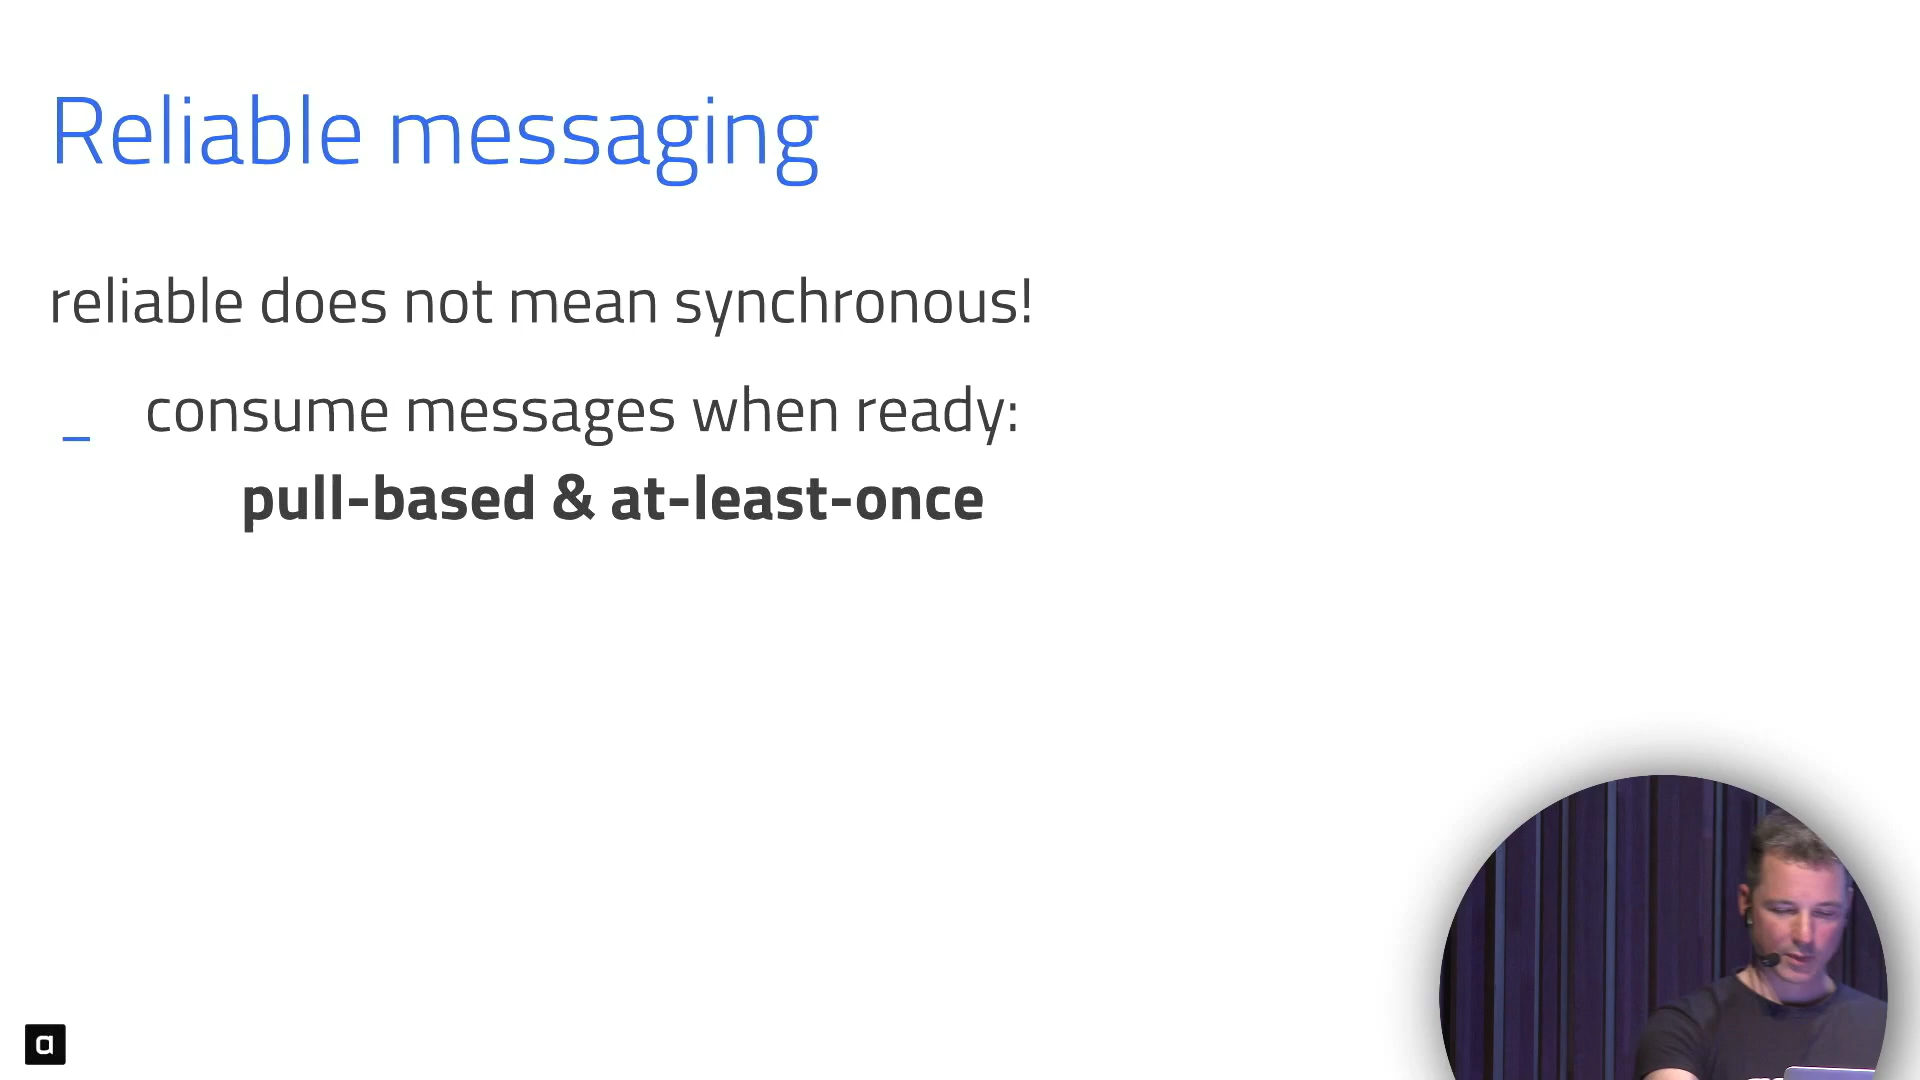 Reliable messaging
reliable does not mean synchronous!
_ consume messages when ready:
pull-based & at-least-once
a